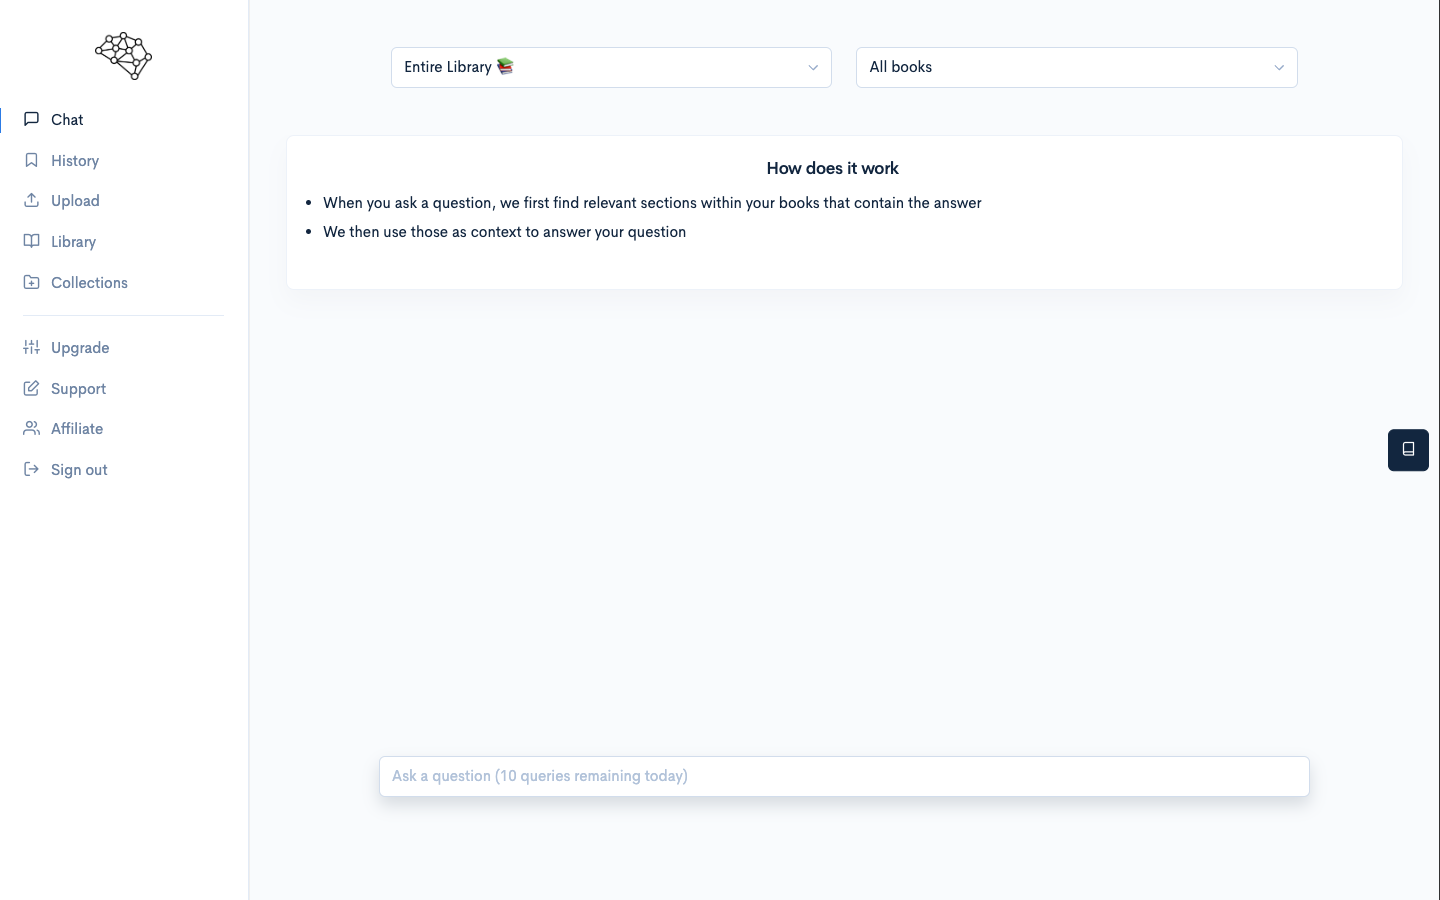 Chat
History
Upload
Library
Collections
Upgrade
Support
Affiliate
Sign out
Entire Library 📚
All books
How does it work
When you ask a question, we first find relevant sections within your books that contain the answer
We then use those as context to answer your question
Ask a question (10 queries remaining today)